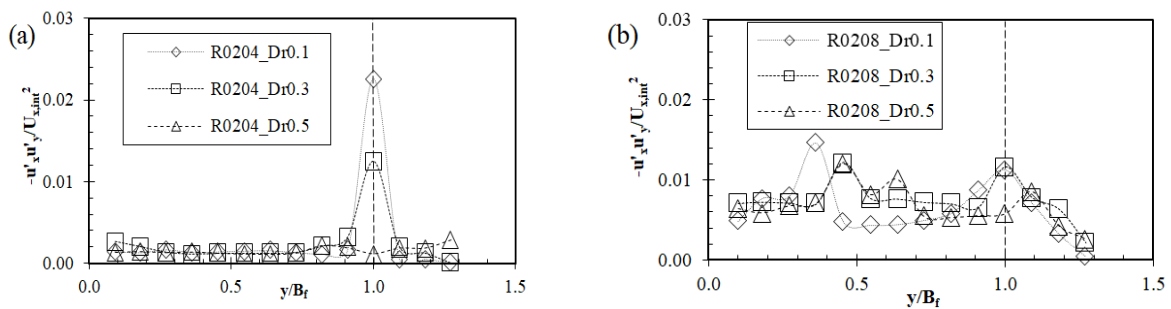 (a)
0.03
0.02
0.01
0.00
-u'ₓu'ᵧ/Uₓ,ᵢₙₜ²
R0204_Dr0.1
R0204_Dr0.3
R0204_Dr0.5
0.0 0.5 1.0 1.5
y/B_f
(b)
0.03
0.02
0.01
0.00
-u'ₓu'ᵧ/Uₓ,ᵢₙₜ²
R0208_Dr0.1
R0208_Dr0.3
R0208_Dr0.5
0.0 0.5 1.0 1.5
y/B_f